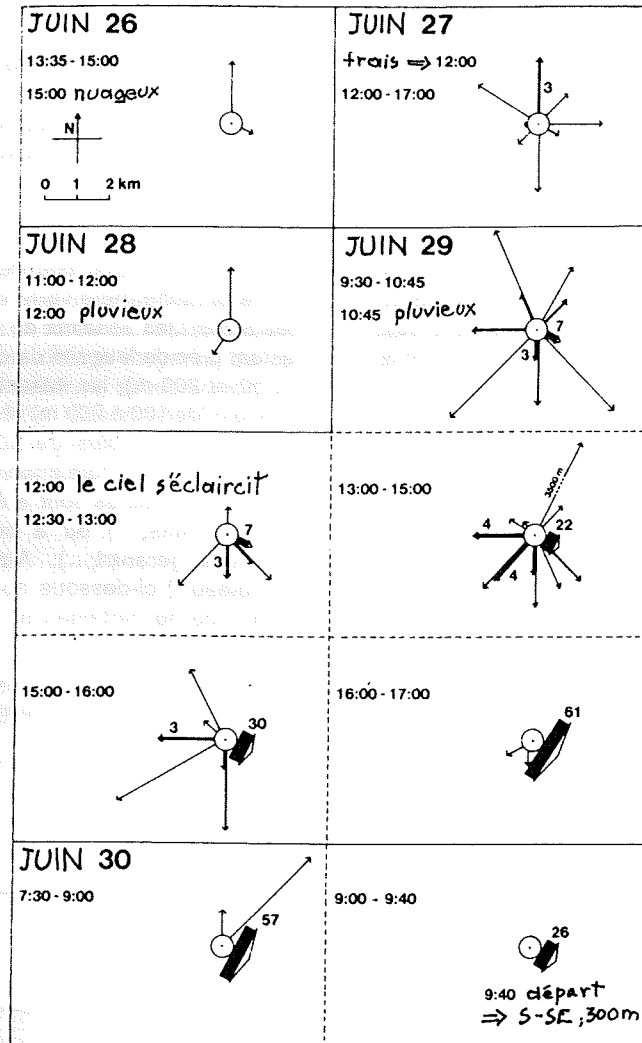 JUIN 26
13:35 - 15:00
15:00 nuageux
N
0 1 2 km
JUIN 27
frais ⇒ 12:00
12:00 - 17:00
3
JUIN 28
11:00 - 12:00
12:00 pluvieux
JUIN 29
9:30 - 10:45
10:45 pluvieux
7
3
12:00 le ciel s'éclaircit
12:30 - 13:00
7
3
13:00 - 15:00
3500 m
4
22
4
15:00 - 16:00
3
30
16:00 - 17:00
61
JUIN 30
7:30 - 9:00
57
9:00 - 9:40
26
9:40 départ
⇒ S-SE, 300m